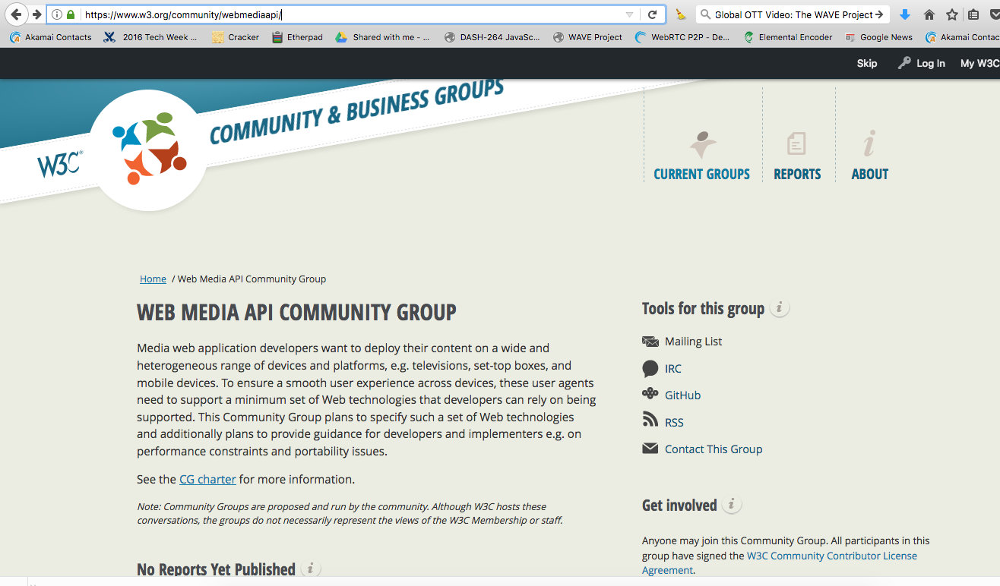 https://www.w3.org/community/webmediaapi/
Global OTT Video: The WAVE Project
Akamai Contacts
2016 Tech Week ...
Cracker
Etherpad
Shared with me - ...
DASH-264 JavaSc...
WAVE Project
WebRTC P2P - De...
Elemental Encoder
Google News
Akamai Contac
Skip
Log In
My W3C
W3C®
COMMUNITY & BUSINESS GROUPS
CURRENT GROUPS
REPORTS
ABOUT
Home / Web Media API Community Group
WEB MEDIA API COMMUNITY GROUP
Media web application developers want to deploy their content on a wide and
heterogeneous range of devices and platforms, e.g. televisions, set-top boxes, and
mobile devices. To ensure a smooth user experience across devices, these user agents
need to support a minimum set of Web technologies that developers can rely on being
supported. This Community Group plans to specify such a set of Web technologies
and additionally plans to provide guidance for developers and implementers e.g. on
performance constraints and portability issues.
See the CG charter for more information.
Note: Community Groups are proposed and run by the community. Although W3C hosts these
conversations, the groups do not necessarily represent the views of the W3C Membership or staff.
No Reports Yet Published
Tools for this group
Mailing List
IRC
GitHub
RSS
Contact This Group
Get involved
Anyone may join this Community Group. All participants in this
group have signed the W3C Community Contributor License
Agreement.